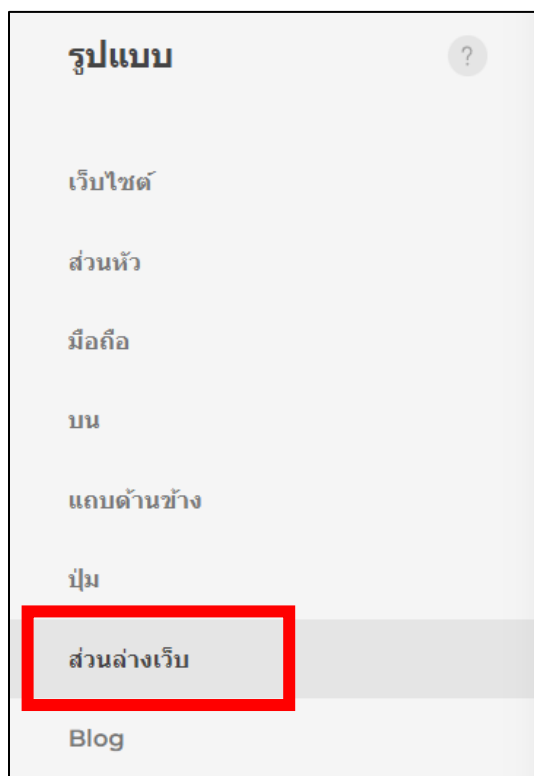 รูปแบบ
?
เว็บไซต์
ส่วนหัว
มือถือ
บน
แถบด้านข้าง
ปุ่ม
ส่วนล่างเว็บ
Blog